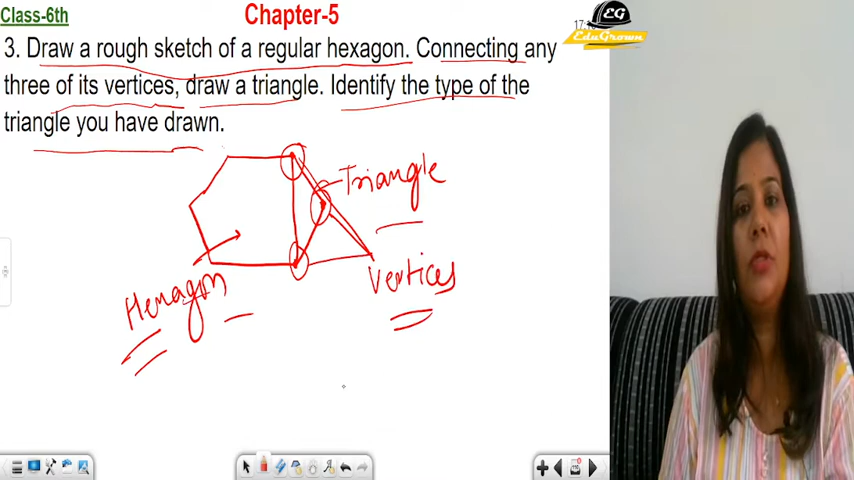 Class-6th
Chapter-5
EG
EduGrown
3. Draw a rough sketch of a regular hexagon. Connecting any
three of its vertices, draw a triangle. Identify the type of the
triangle you have drawn.
Triangle
Vertices
Hexagon